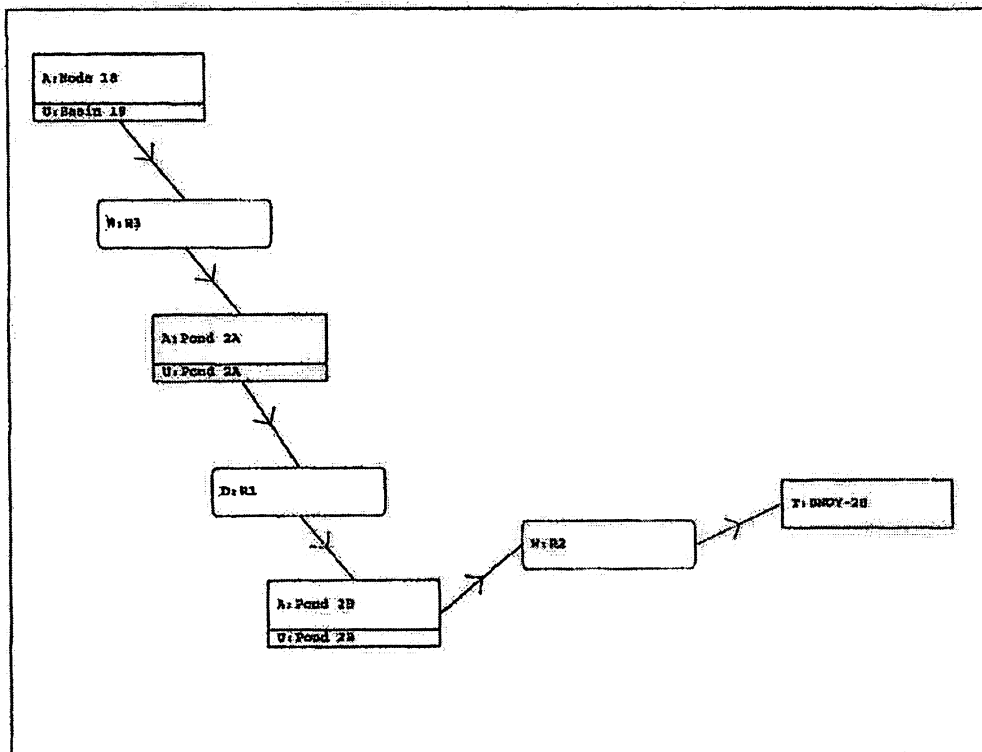 A:Node 1B
U:Basin 1B
W:R3
A:Pond 2A
U:Pond 2A
D:R1
A:Pond 2B
U:Pond 2B
W:R2